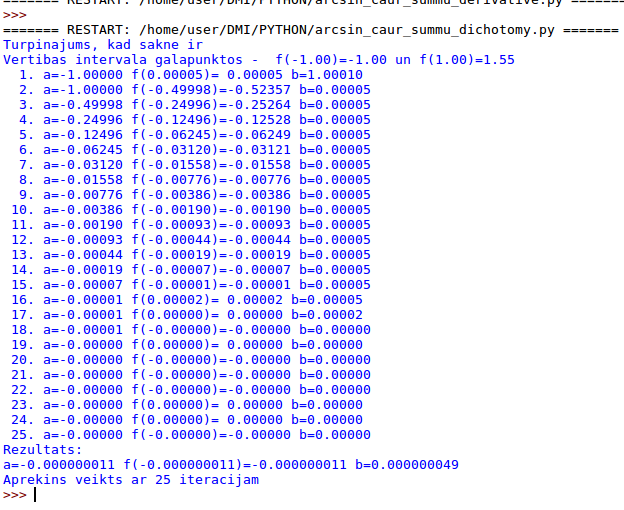 ======= RESTART: /home/user/DMI/PYTHON/arcsin_caur_summu_derivative.py =======
>>>
======= RESTART: /home/user/DMI/PYTHON/arcsin_caur_summu_dichotomy.py =======
Turpinajums, kad sakne ir
Vertibas intervala galapunktos -  f(-1.00)=-1.00 un f(1.00)=1.55
  1. a=-1.00000 f(0.00005)= 0.00005 b=1.00010
  2. a=-1.00000 f(-0.49998)=-0.52357 b=0.00005
  3. a=-0.49998 f(-0.24996)=-0.25264 b=0.00005
  4. a=-0.24996 f(-0.12496)=-0.12528 b=0.00005
  5. a=-0.12496 f(-0.06245)=-0.06249 b=0.00005
  6. a=-0.06245 f(-0.03120)=-0.03121 b=0.00005
  7. a=-0.03120 f(-0.01558)=-0.01558 b=0.00005
  8. a=-0.01558 f(-0.00776)=-0.00776 b=0.00005
  9. a=-0.00776 f(-0.00386)=-0.00386 b=0.00005
 10. a=-0.00386 f(-0.00190)=-0.00190 b=0.00005
 11. a=-0.00190 f(-0.00093)=-0.00093 b=0.00005
 12. a=-0.00093 f(-0.00044)=-0.00044 b=0.00005
 13. a=-0.00044 f(-0.00019)=-0.00019 b=0.00005
 14. a=-0.00019 f(-0.00007)=-0.00007 b=0.00005
 15. a=-0.00007 f(-0.00001)=-0.00001 b=0.00005
 16. a=-0.00001 f(0.00002)= 0.00002 b=0.00005
 17. a=-0.00001 f(0.00000)= 0.00000 b=0.00002
 18. a=-0.00001 f(-0.00000)=-0.00000 b=0.00000
 19. a=-0.00000 f(0.00000)= 0.00000 b=0.00000
 20. a=-0.00000 f(-0.00000)=-0.00000 b=0.00000
 21. a=-0.00000 f(-0.00000)=-0.00000 b=0.00000
 22. a=-0.00000 f(-0.00000)=-0.00000 b=0.00000
 23. a=-0.00000 f(0.00000)= 0.00000 b=0.00000
 24. a=-0.00000 f(0.00000)= 0.00000 b=0.00000
 25. a=-0.00000 f(-0.00000)=-0.00000 b=0.00000
Rezultats:
a=-0.000000011 f(-0.000000011)=-0.000000011 b=0.000000049
Aprekins veikts ar 25 iteracijam
>>>